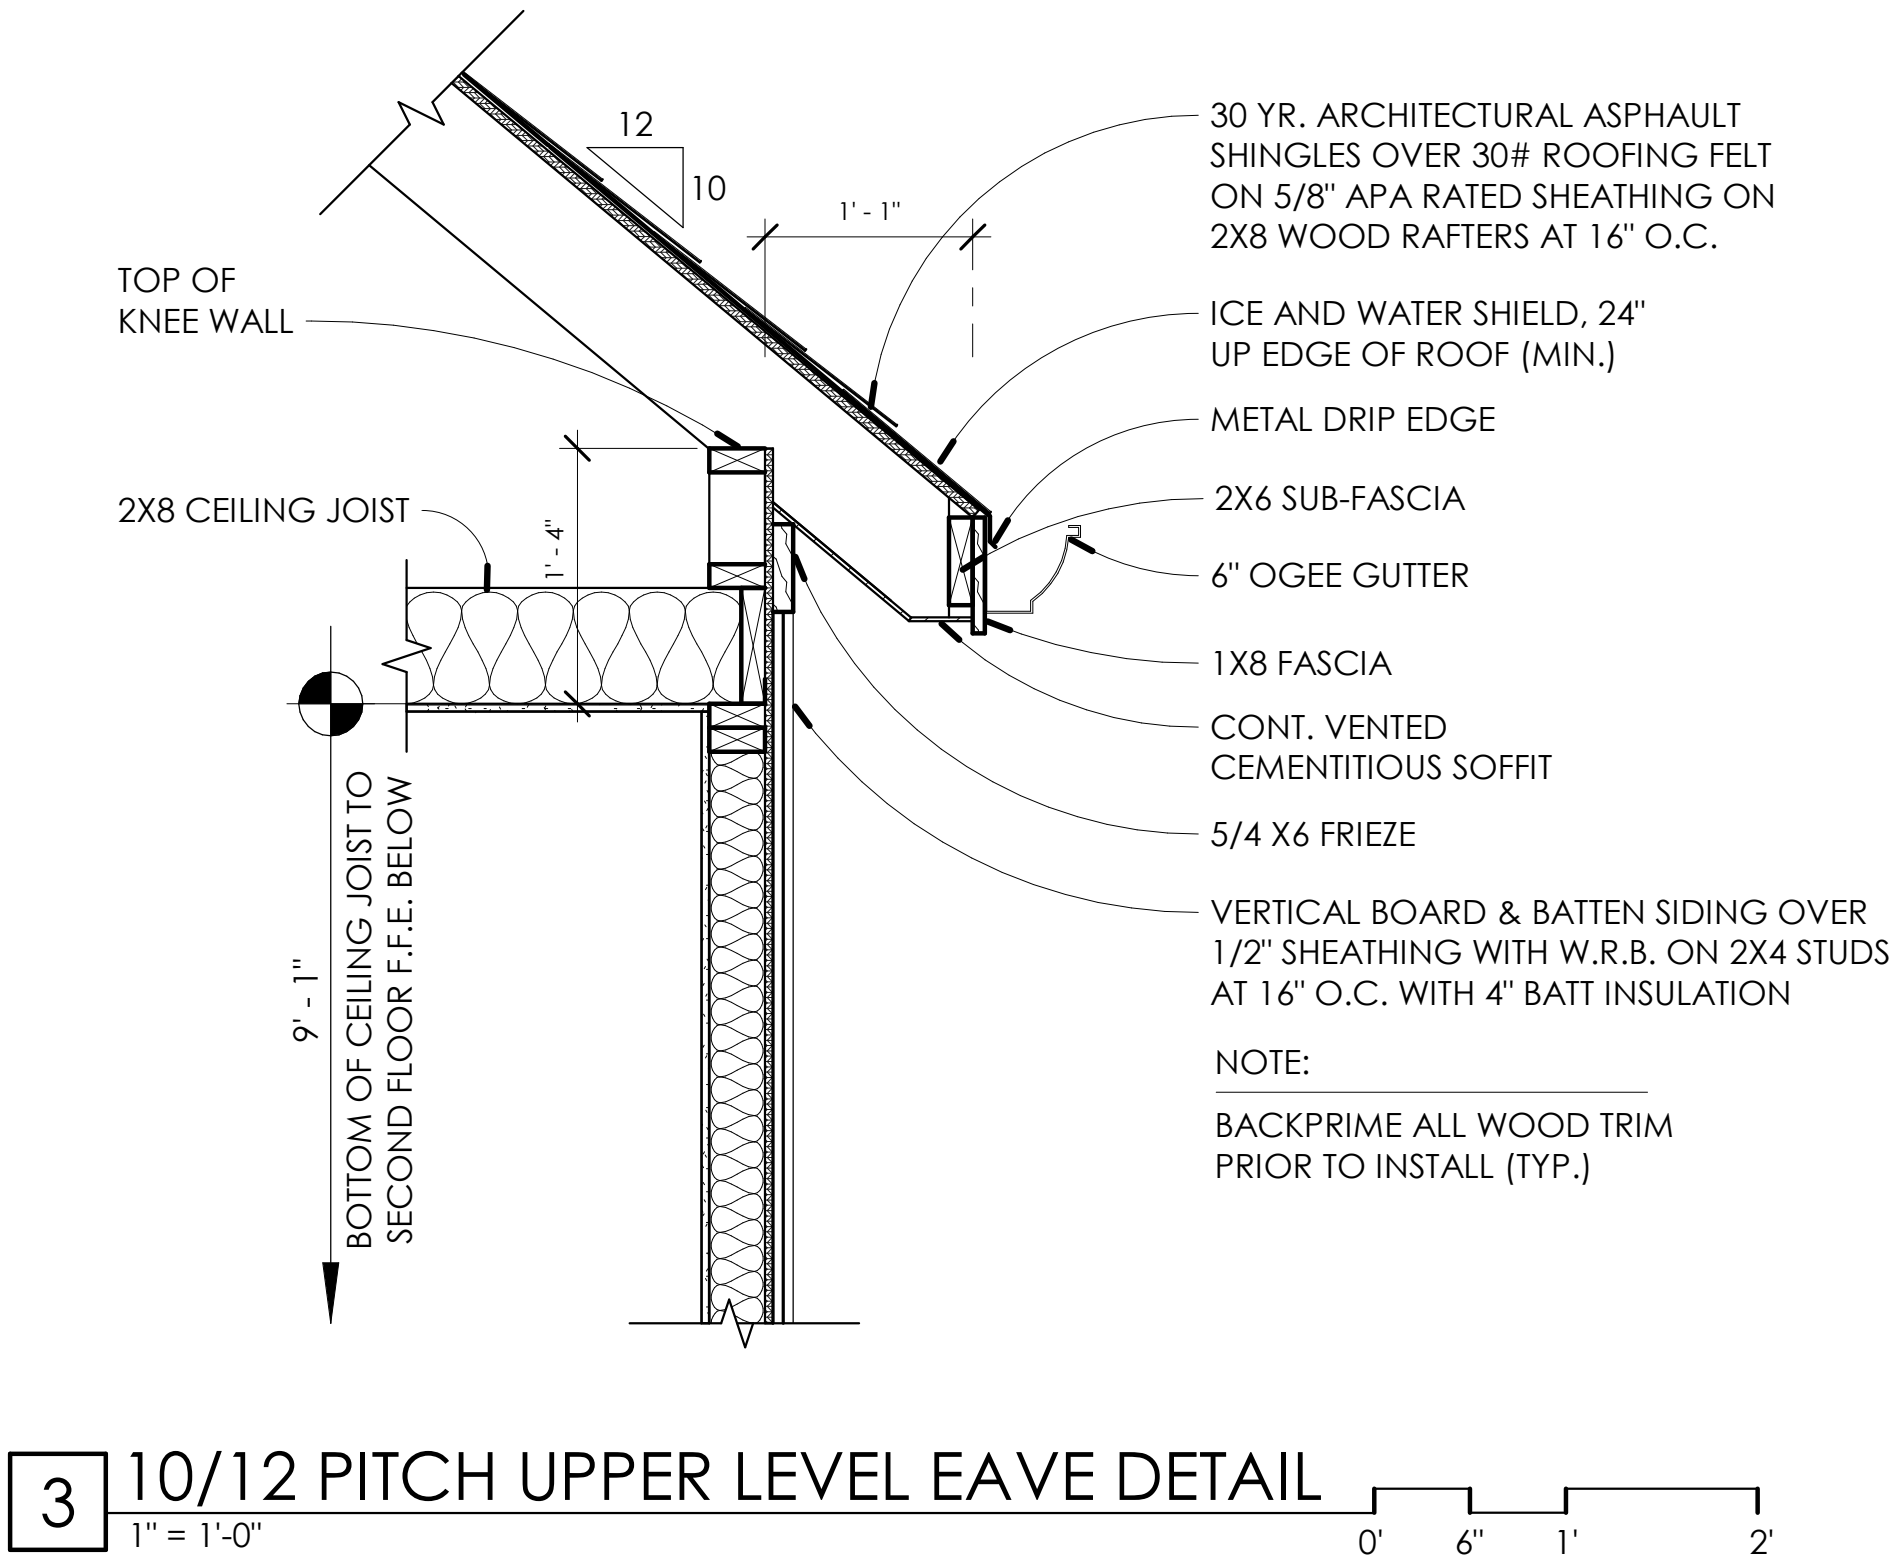 12
10
1' - 1"
30 YR. ARCHITECTURAL ASPHAULT
SHINGLES OVER 30# ROOFING FELT
ON 5/8" APA RATED SHEATHING ON
2X8 WOOD RAFTERS AT 16" O.C.
TOP OF
KNEE WALL
ICE AND WATER SHIELD, 24"
UP EDGE OF ROOF (MIN.)
METAL DRIP EDGE
2X8 CEILING JOIST
1' - 4"
2X6 SUB-FASCIA
6" OGEE GUTTER
1X8 FASCIA
CONT. VENTED
CEMENTITIOUS SOFFIT
5/4 X6 FRIEZE
VERTICAL BOARD & BATTEN SIDING OVER
1/2" SHEATHING WITH W.R.B. ON 2X4 STUDS
AT 16" O.C. WITH 4" BATT INSULATION
9' - 1"
BOTTOM OF CEILING JOIST TO
SECOND FLOOR F.F.E. BELOW
NOTE:
BACKPRIME ALL WOOD TRIM
PRIOR TO INSTALL (TYP.)
3
10/12 PITCH UPPER LEVEL EAVE DETAIL
1" = 1'-0"
0' 6" 1' 2'